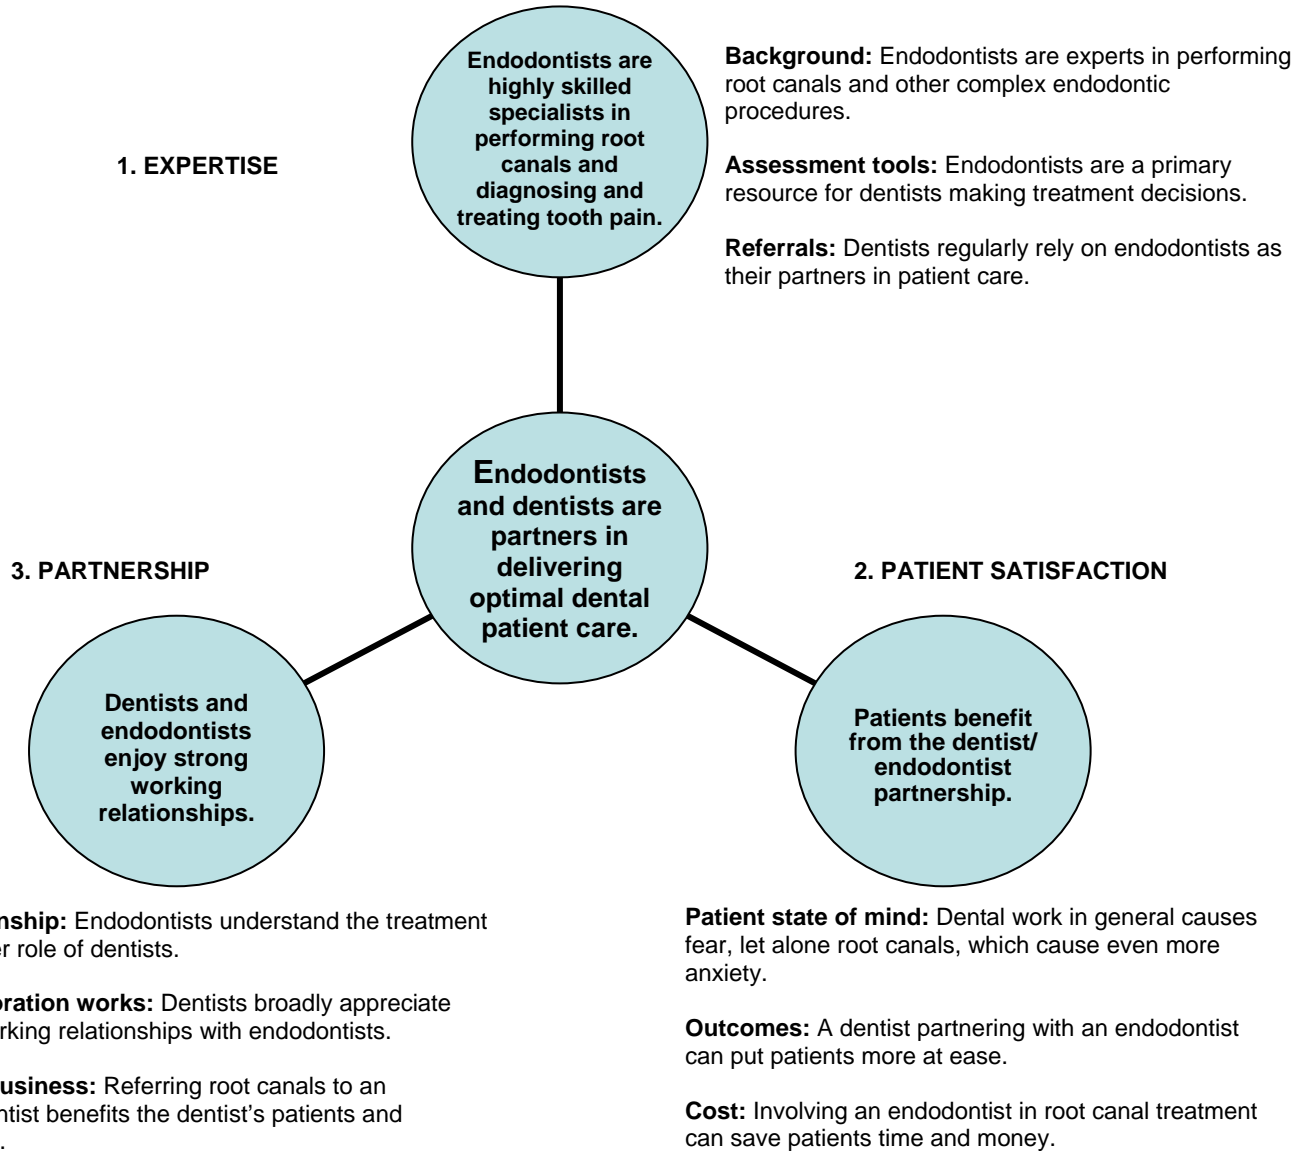 1. EXPERTISE
Endodontists are
highly skilled
specialists in
performing root
canals and
diagnosing and
treating tooth pain.
Background: Endodontists are experts in performing
root canals and other complex endodontic
procedures.
Assessment tools: Endodontists are a primary
resource for dentists making treatment decisions.
Referrals: Dentists regularly rely on endodontists as
their partners in patient care.
Endodontists
and dentists are
partners in
delivering
optimal dental
patient care.
3. PARTNERSHIP
Dentists and
endodontists
enjoy strong
working
relationships.
nship: Endodontists understand the treatment
er role of dentists.
oration works: Dentists broadly appreciate
rking relationships with endodontists.
usiness: Referring root canals to an
ntist benefits the dentist’s patients and
.
2. PATIENT SATISFACTION
Patients benefit
from the dentist/
endodontist
partnership.
Patient state of mind: Dental work in general causes
fear, let alone root canals, which cause even more
anxiety.
Outcomes: A dentist partnering with an endodontist
can put patients more at ease.
Cost: Involving an endodontist in root canal treatment
can save patients time and money.